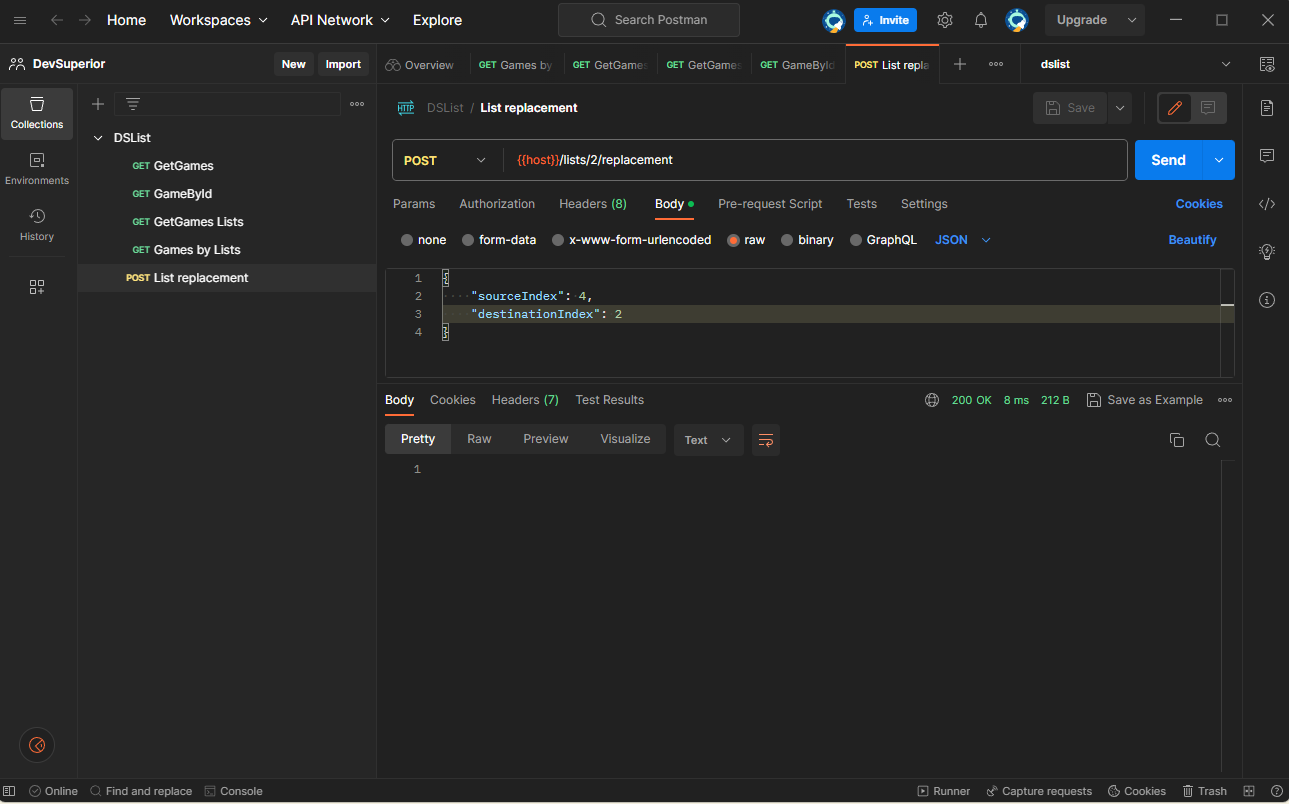 Home Workspaces API Network Explore Search Postman Invite Upgrade
DevSuperior New Import Overview GET Games by GET GetGames GET GetGames GET GameById POST List repla dslist
Collections
Environments
History
DSList
GET GetGames
GET GameById
GET GetGames Lists
GET Games by Lists
POST List replacement
HTTP DSList / List replacement Save
POST {{host}}/lists/2/replacement Send
Params Authorization Headers (8) Body Pre-request Script Tests Settings Cookies
none form-data x-www-form-urlencoded raw binary GraphQL JSON Beautify
1 {
2 "sourceIndex": 4,
3 "destinationIndex": 2
4 }
Body Cookies Headers (7) Test Results 200 OK 8 ms 212 B Save as Example
Pretty Raw Preview Visualize Text
1
Online Find and replace Console Runner Capture requests Cookies Trash